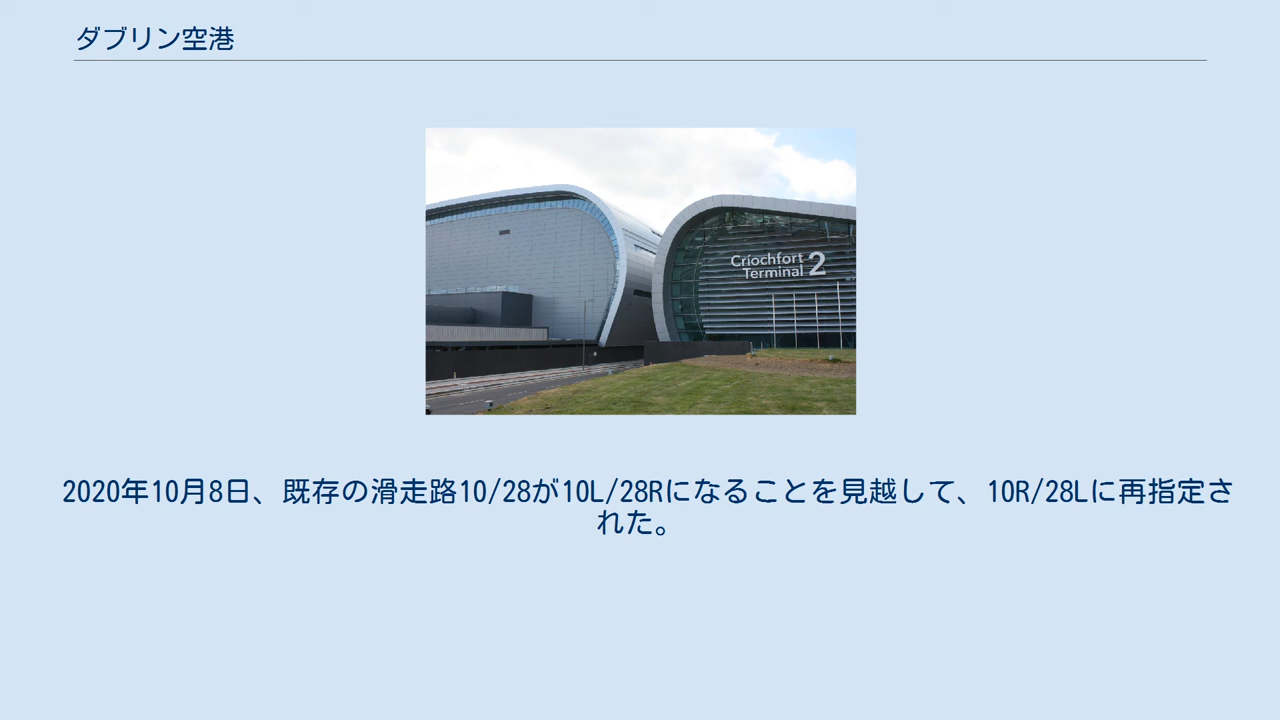 ダブリン空港
Críochfort
Terminal 2
2020年10月8日、既存の滑走路10/28が10L/28Rになることを見越して、10R/28Lに再指定さ
れた。